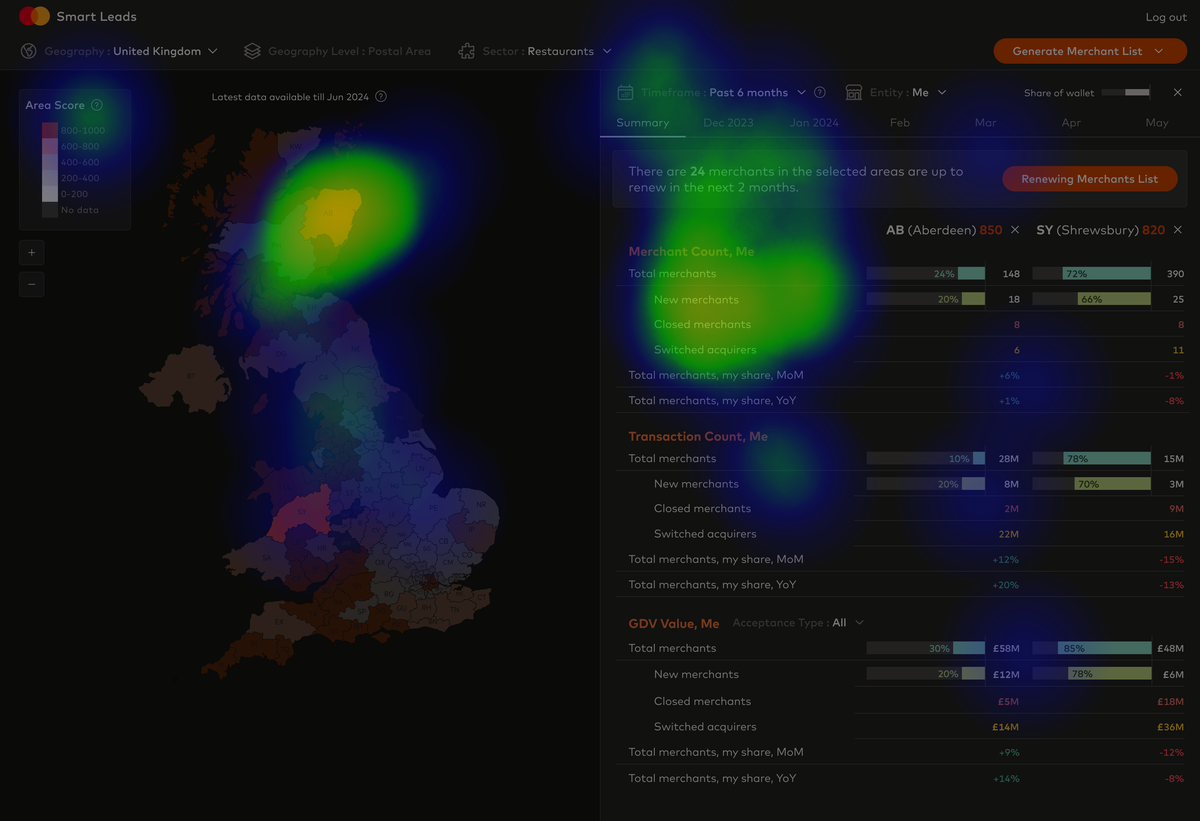 Smart Leads
Log out
Geography : United Kingdom
Geography Level : Postal Area
Sector : Restaurants
Generate Merchant List
Area Score ?
800-1000
600-800
400-600
200-400
0-200
No data
+
−
Latest data available till Jun 2024 ?
Timeframe : Past 6 months ?
Entity : Me
Share of wallet
Summary Dec 2023 Jan 2024 Feb Mar Apr May
There are 24 merchants in the selected areas are up to
renew in the next 2 months.
Renewing Merchants List
AB (Aberdeen) 850 SY (Shrewsbury) 820
Merchant Count, Me
Total merchants 24% 148 72% 390
New merchants 20% 18 66% 25
Closed merchants 8 8
Switched acquirers 6 11
Total merchants, my share, MoM +6% -1%
Total merchants, my share, YoY +1% -8%
Transaction Count, Me
Total merchants 10% 28M 78% 15M
New merchants 20% 8M 70% 3M
Closed merchants 2M 9M
Switched acquirers 22M 16M
Total merchants, my share, MoM +12% -15%
Total merchants, my share, YoY +20% -13%
GDV Value, Me Acceptance Type : All
Total merchants 30% £58M 85% £48M
New merchants 20% £12M 78% £6M
Closed merchants £5M £18M
Switched acquirers £14M £36M
Total merchants, my share, MoM +9% -12%
Total merchants, my share, YoY +14% -8%